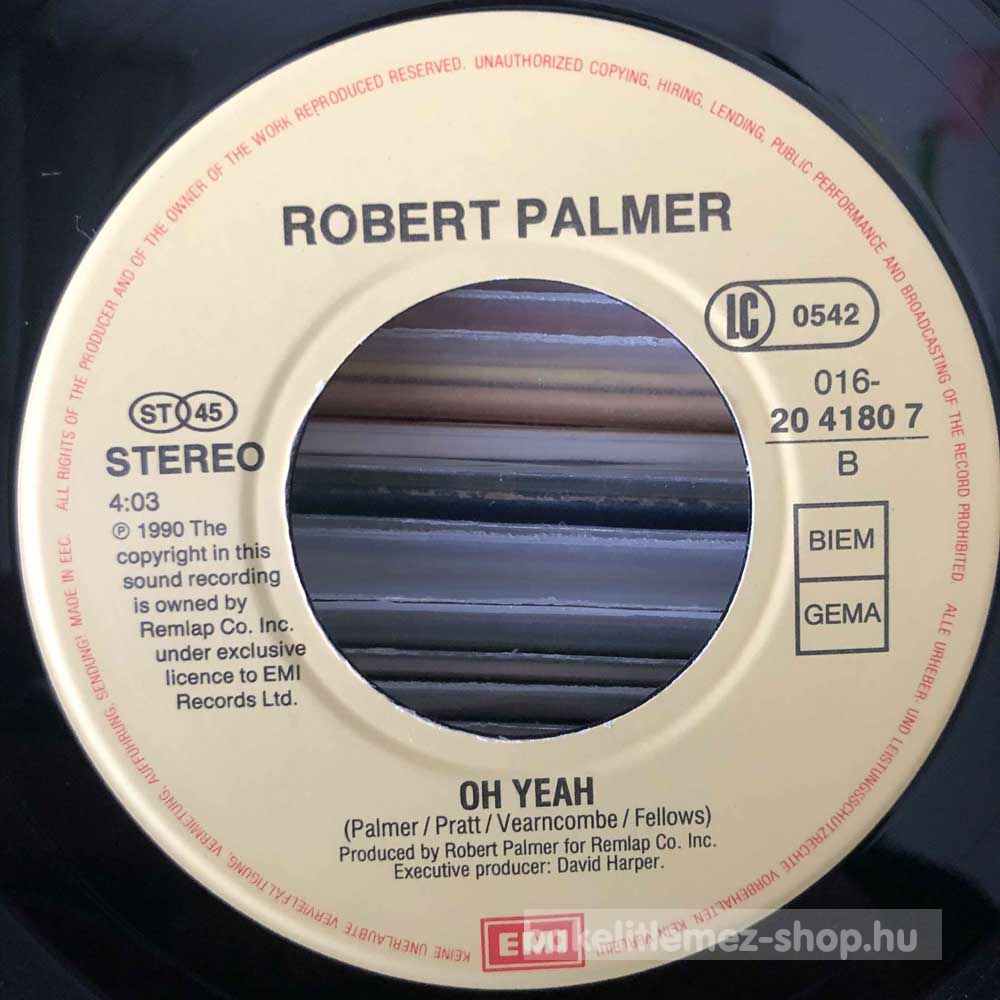 ALL RIGHTS OF THE PRODUCER AND OF THE OWNER OF THE WORK REPRODUCED RESERVED. UNAUTHORIZED COPYING, HIRING, LENDING, PUBLIC PERFORMANCE AND BROADCASTING OF THE RECORD PROHIBITED.
ROBERT PALMER
LC 0542
016-
20 4180 7
B
BIEM
GEMA
ST 45
STEREO
4:03
℗ 1990 The
copyright in this
sound recording
is owned by
Remlap Co. Inc.
under exclusive
licence to EMI
Records Ltd.
OH YEAH
(Palmer / Pratt / Vearncombe / Fellows)
Produced by Robert Palmer for Remlap Co. Inc.
Executive producer: David Harper.
ALLE URHEBER- UND LEISTUNGSSCHUTZRECHTE VORBEHALTEN. KEIN VERLEIH!
KEINE UNERLAUBTE VERVIELFÄLTIGUNG, VERMIETUNG, AUFFÜHRUNG, SENDUNG! MADE IN EEC.
EMI
bakelitlemez-shop.hu